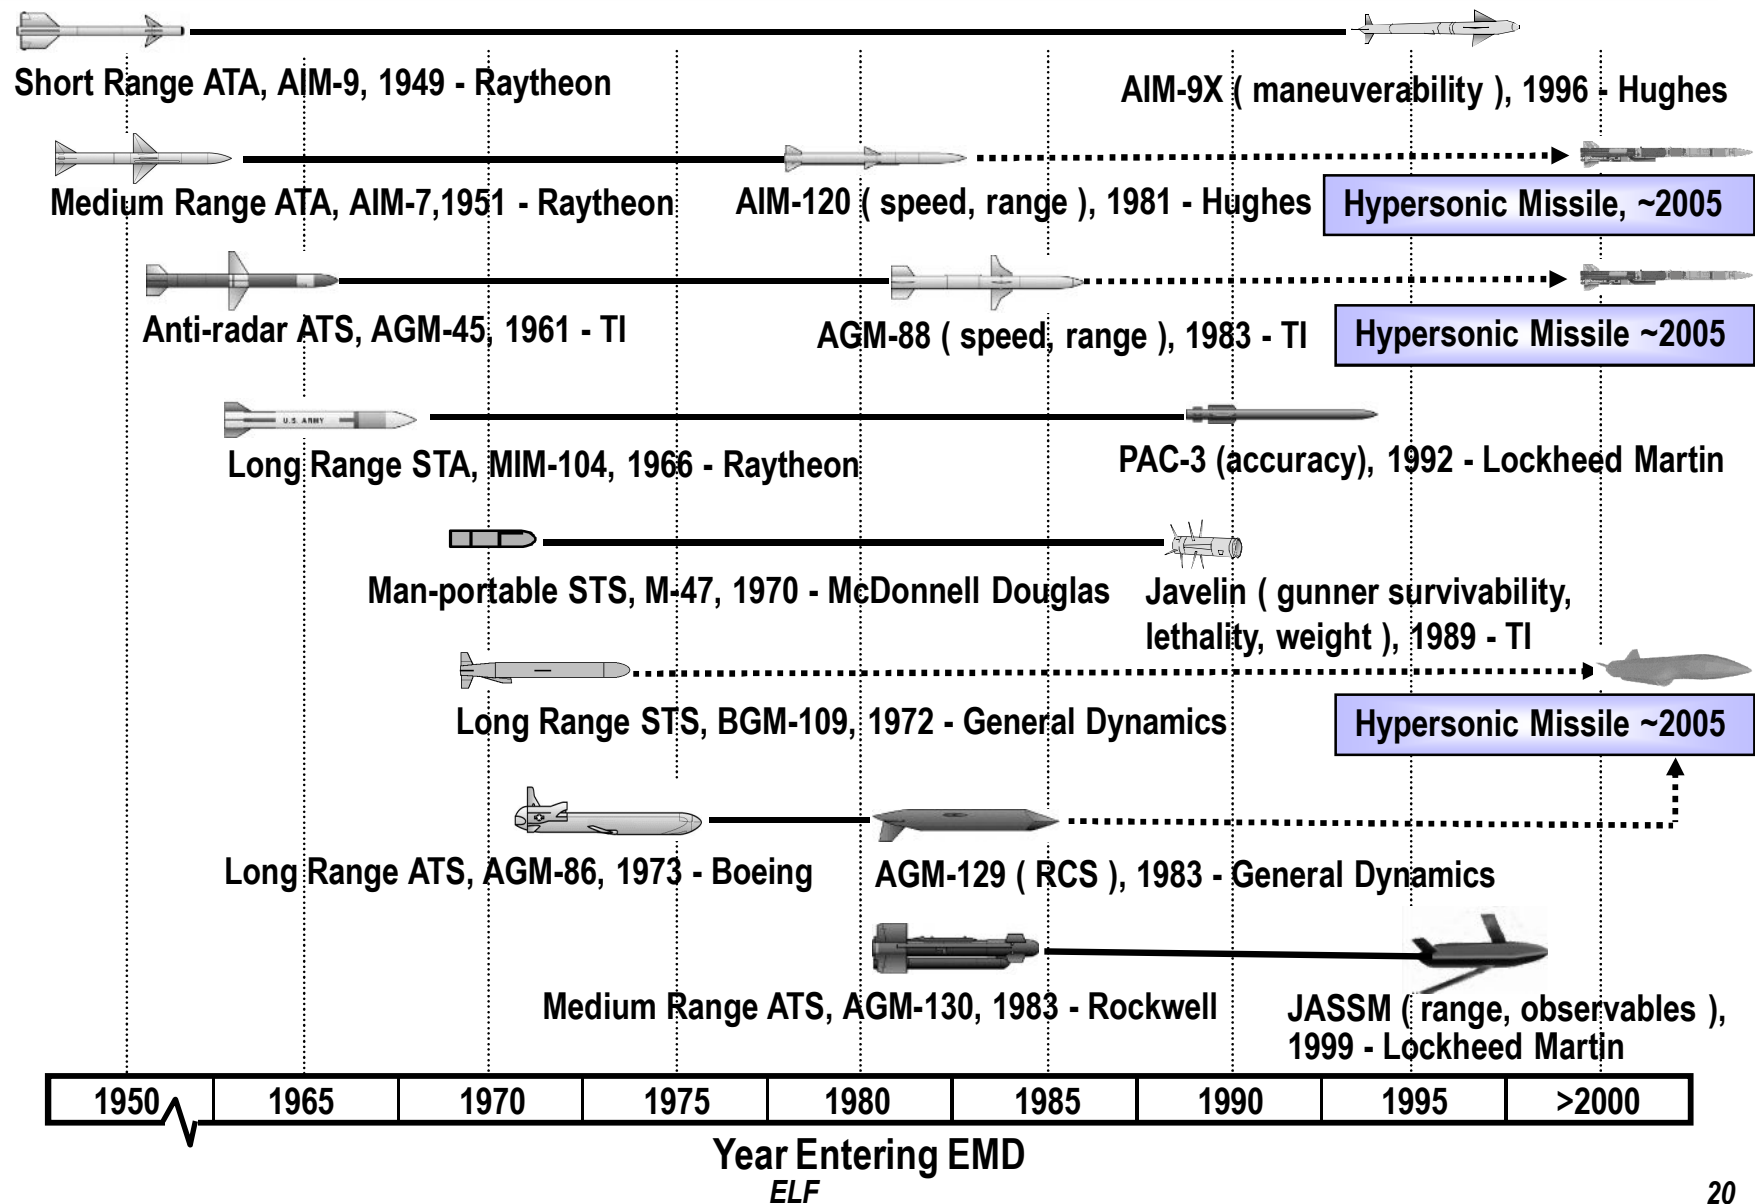 Short Range ATA, AIM-9, 1949 - Raytheon
AIM-9X ( maneuverability ), 1996 - Hughes
Medium Range ATA, AIM-7,1951 - Raytheon
AIM-120 ( speed, range ), 1981 - Hughes
Hypersonic Missile, ~2005
Anti-radar ATS, AGM-45, 1961 - TI
AGM-88 ( speed, range ), 1983 - TI
Hypersonic Missile ~2005
U.S. ARMY
Long Range STA, MIM-104, 1966 - Raytheon
PAC-3 (accuracy), 1992 - Lockheed Martin
Man-portable STS, M-47, 1970 - McDonnell Douglas
Javelin ( gunner survivability,
lethality, weight ), 1989 - TI
Long Range STS, BGM-109, 1972 - General Dynamics
Hypersonic Missile ~2005
Long Range ATS, AGM-86, 1973 - Boeing
AGM-129 ( RCS ), 1983 - General Dynamics
Medium Range ATS, AGM-130, 1983 - Rockwell
JASSM ( range, observables ),
1999 - Lockheed Martin
1950 1965 1970 1975 1980 1985 1990 1995 >2000
Year Entering EMD
ELF
20